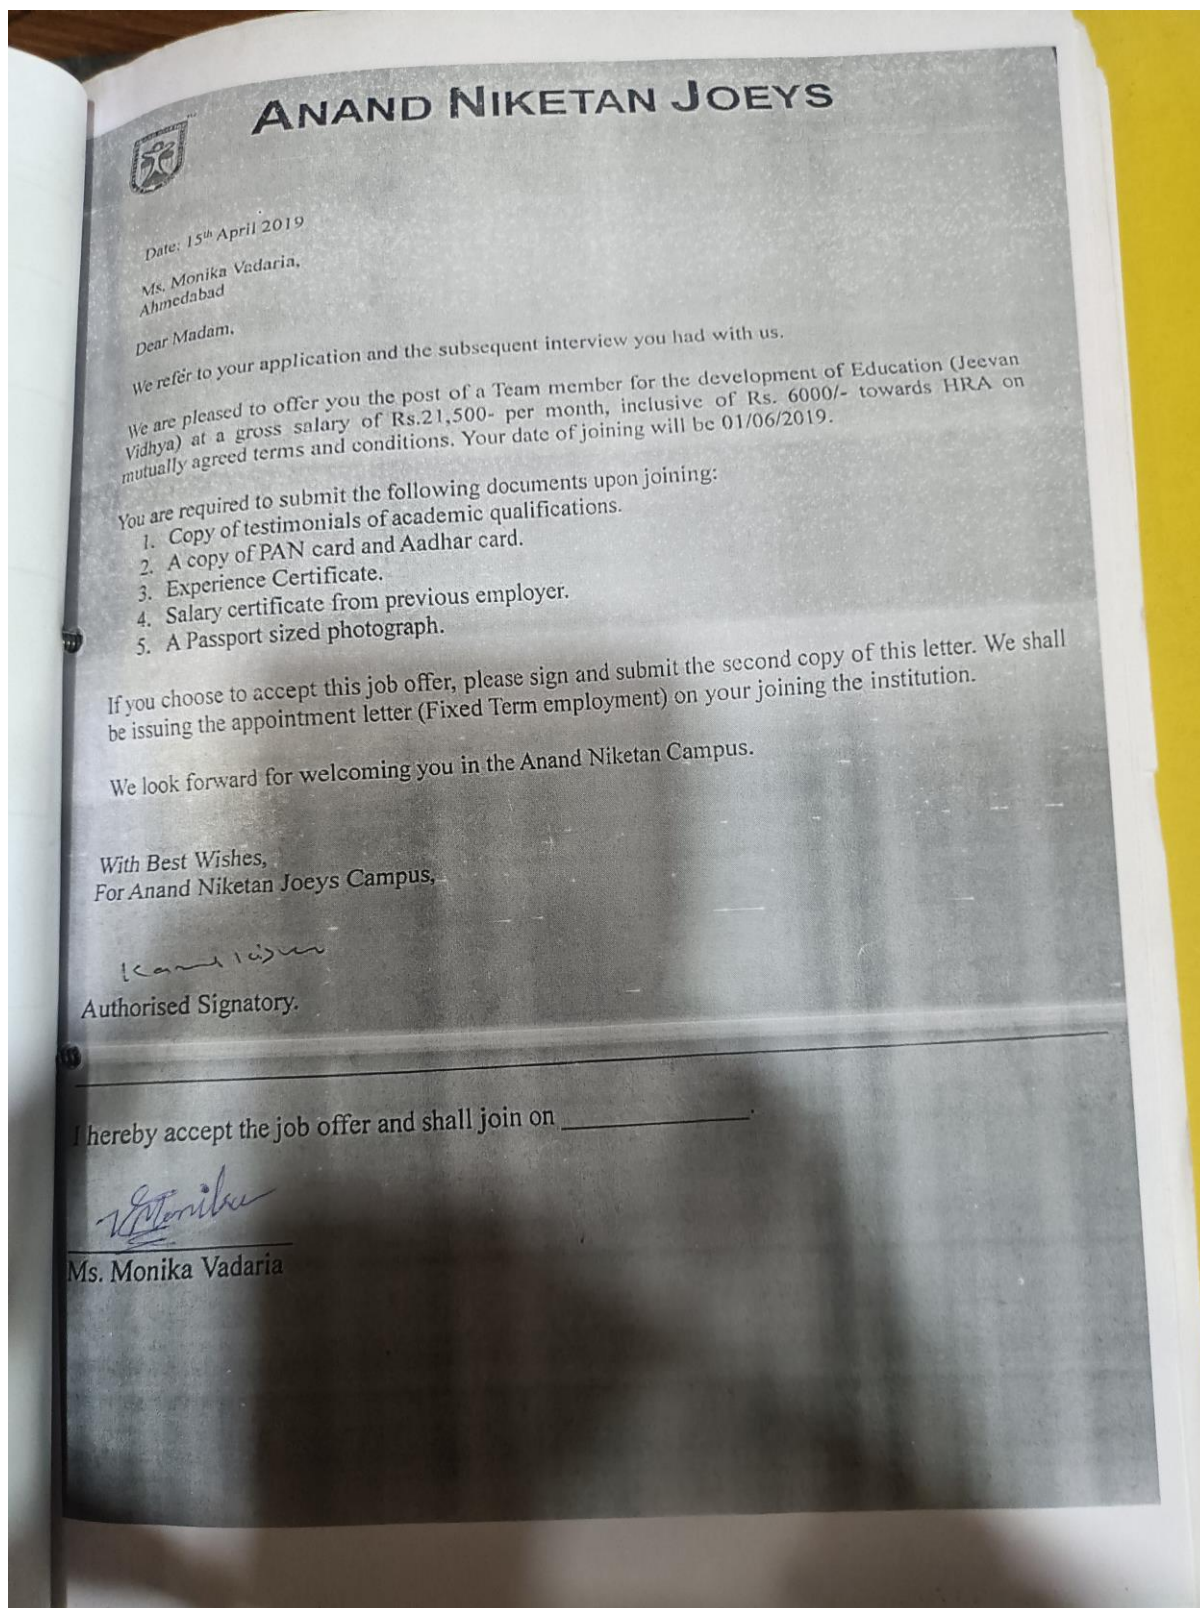 ANAND NIKETAN JOEYS
Date: 15th April 2019
Ms. Monika Vadaria,
Ahmedabad
Dear Madam,
We refer to your application and the subsequent interview you had with us.
We are pleased to offer you the post of a Team member for the development of Education (Jeevan
Vidhya) at a gross salary of Rs.21,500- per month, inclusive of Rs. 6000/- towards HRA on
mutually agreed terms and conditions. Your date of joining will be 01/06/2019.
You are required to submit the following documents upon joining:
1. Copy of testimonials of academic qualifications.
2. A copy of PAN card and Aadhar card.
3. Experience Certificate.
4. Salary certificate from previous employer.
5. A Passport sized photograph.
If you choose to accept this job offer, please sign and submit the second copy of this letter. We shall
be issuing the appointment letter (Fixed Term employment) on your joining the institution.
We look forward for welcoming you in the Anand Niketan Campus.
With Best Wishes,
For Anand Niketan Joeys Campus,
Authorised Signatory.
I hereby accept the job offer and shall join on ______________.
VMonika
Ms. Monika Vadaria